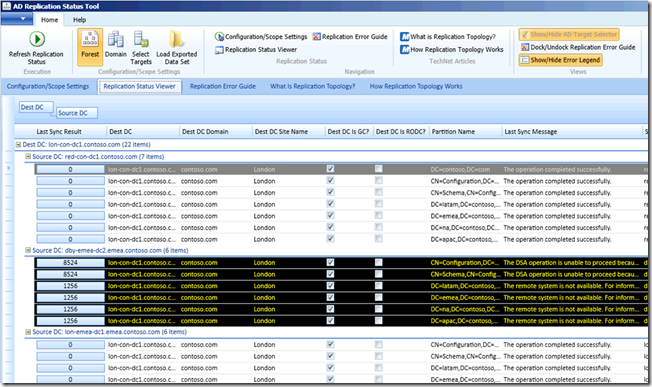 AD Replication Status Tool
Home Help
Refresh Replication Status
Execution
Forest
Domain
Select Targets
Load Exported Data Set
Configuration/Scope Settings
Configuration/Scope Settings
Replication Error Guide
Replication Status Viewer
Replication Status
What is Replication Topology?
How Replication Topology Works
TechNet Articles
Navigation
Show/Hide AD Target Selector
Dock/Undock Replication Error Guide
Show/Hide Error Legend
Views
Configuration/Scope Settings Replication Status Viewer Replication Error Guide What Is Replication Topology? How Replication Topology Works
Dest DC
Source DC
Last Sync Result Dest DC Dest DC Domain Dest DC Site Name Dest DC Is GC? Dest DC Is RODC? Partition Name Last Sync Message S
Dest DC: lon-con-dc1.contoso.com (22 items)
Source DC: red-con-dc1.contoso.com (7 items)
0 lon-con-dc1.contoso.c... contoso.com London DC=contoso,DC=com The operation completed successfully. re
0 lon-con-dc1.contoso.c... contoso.com London CN=Configuration,DC=... The operation completed successfully. re
0 lon-con-dc1.contoso.c... contoso.com London CN=Schema,CN=Config... The operation completed successfully. re
0 lon-con-dc1.contoso.c... contoso.com London DC=latam,DC=contoso,... The operation completed successfully. re
0 lon-con-dc1.contoso.c... contoso.com London DC=emea,DC=contoso,... The operation completed successfully. re
0 lon-con-dc1.contoso.c... contoso.com London DC=na,DC=contoso,DC=... The operation completed successfully. re
0 lon-con-dc1.contoso.c... contoso.com London DC=apac,DC=contoso,... The operation completed successfully. re
Source DC: dby-emea-dc2.emea.contoso.com (6 items)
8524 lon-con-dc1.contoso.c... contoso.com London CN=Configuration,DC=... The DSA operation is unable to proceed becau... d
8524 lon-con-dc1.contoso.c... contoso.com London CN=Schema,CN=Config... The DSA operation is unable to proceed becau... d
1256 lon-con-dc1.contoso.c... contoso.com London DC=latam,DC=contoso,... The remote system is not available. For inform... d
1256 lon-con-dc1.contoso.c... contoso.com London DC=emea,DC=contoso,... The remote system is not available. For inform... d
1256 lon-con-dc1.contoso.c... contoso.com London DC=na,DC=contoso,DC=... The remote system is not available. For inform... d
1256 lon-con-dc1.contoso.c... contoso.com London DC=apac,DC=contoso,... The remote system is not available. For inform... d
Source DC: lon-emea-dc1.emea.contoso.com (6 items)
0 lon-con-dc1.contoso.c... contoso.com London CN=Configuration,DC=... The operation completed successfully. lo
0 lon-con-dc1.contoso.c... contoso.com London CN=Schema,CN=Config... The operation completed successfully. lo
0 lon-con-dc1.contoso.c... contoso.com London DC=latam,DC=contoso,... The operation completed successfully. lo
0 lon-con-dc1.contoso.c... contoso.com London DC=emea,DC=contoso,... The operation completed successfully. lo